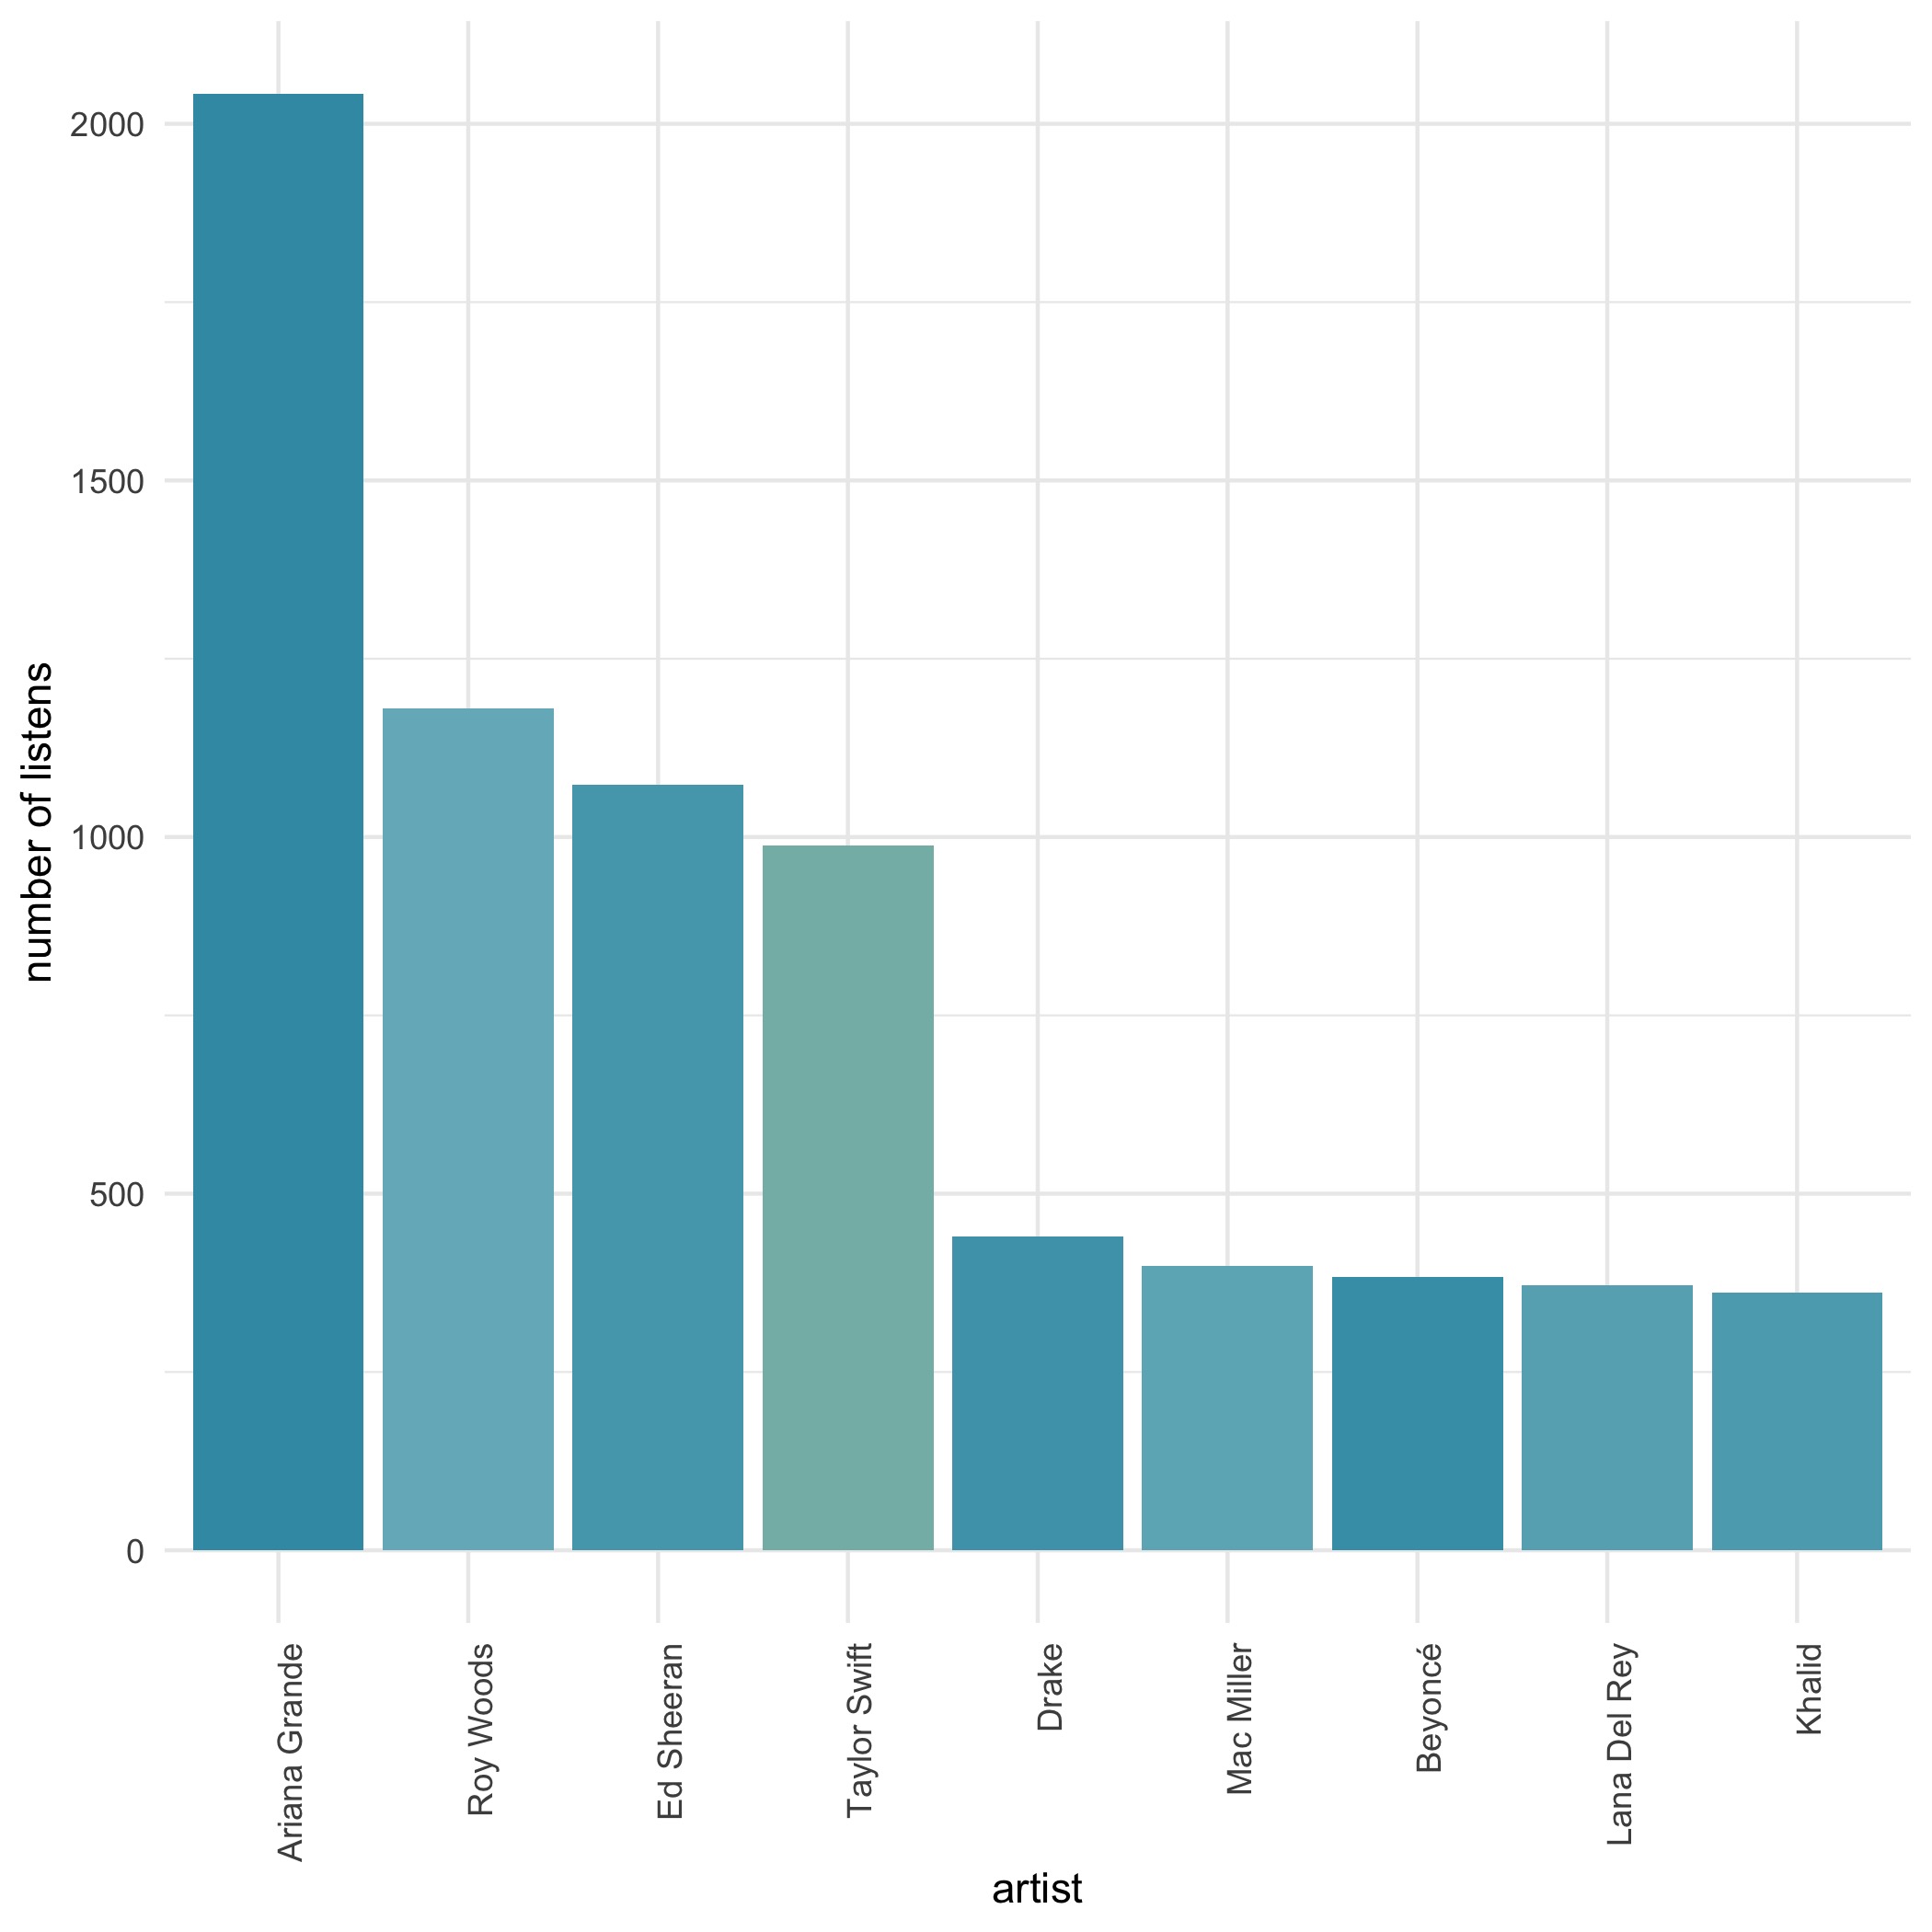 number of listens
2000
1500
1000
500
0
Ariana Grande
Roy Woods
Ed Sheeran
Taylor Swift
Drake
Mac Miller
Beyoncé
Lana Del Rey
Khalid
artist